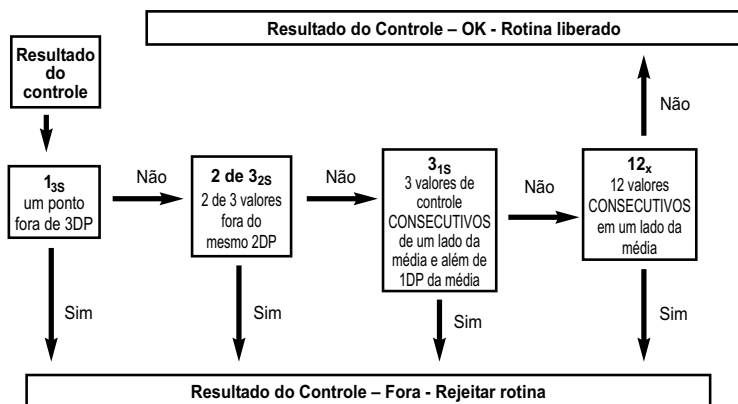 Resultado do Controle – OK - Rotina liberado
Resultado
do
controle
Não
1₃S
um ponto
fora de 3DP
Não
2 de 3₂S
2 de 3 valores
fora do
mesmo 2DP
Não
3₁S
3 valores de
controle
CONSECUTIVOS
de um lado da
média e além de
1DP da média
Não
12ₓ
12 valores
CONSECUTIVOS
em um lado da
média
Sim
Sim
Sim
Sim
Resultado do Controle – Fora - Rejeitar rotina